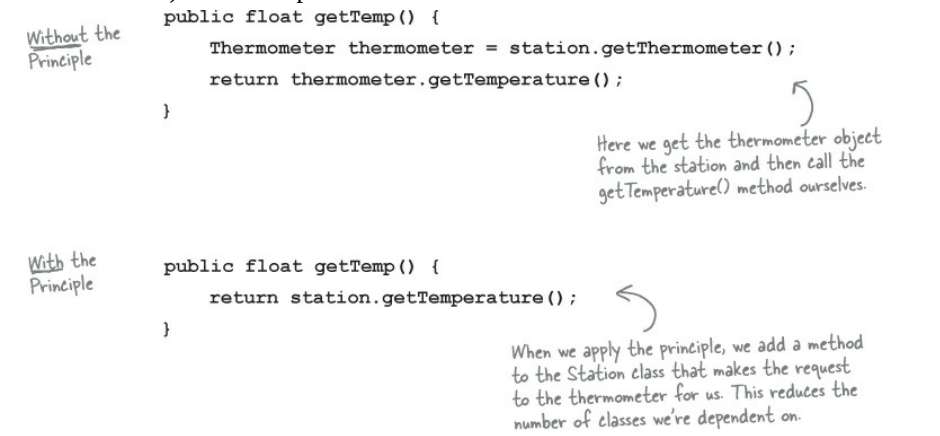 public float getTemp() {
Without the
Principle
Thermometer thermometer = station.getThermometer();
return thermometer.getTemperature();
}
Here we get the thermometer object
from the station and then call the
getTemperature() method ourselves.
With the
Principle
public float getTemp() {
return station.getTemperature();
}
When we apply the principle, we add a method
to the Station class that makes the request
to the thermometer for us. This reduces the
number of classes we're dependent on.